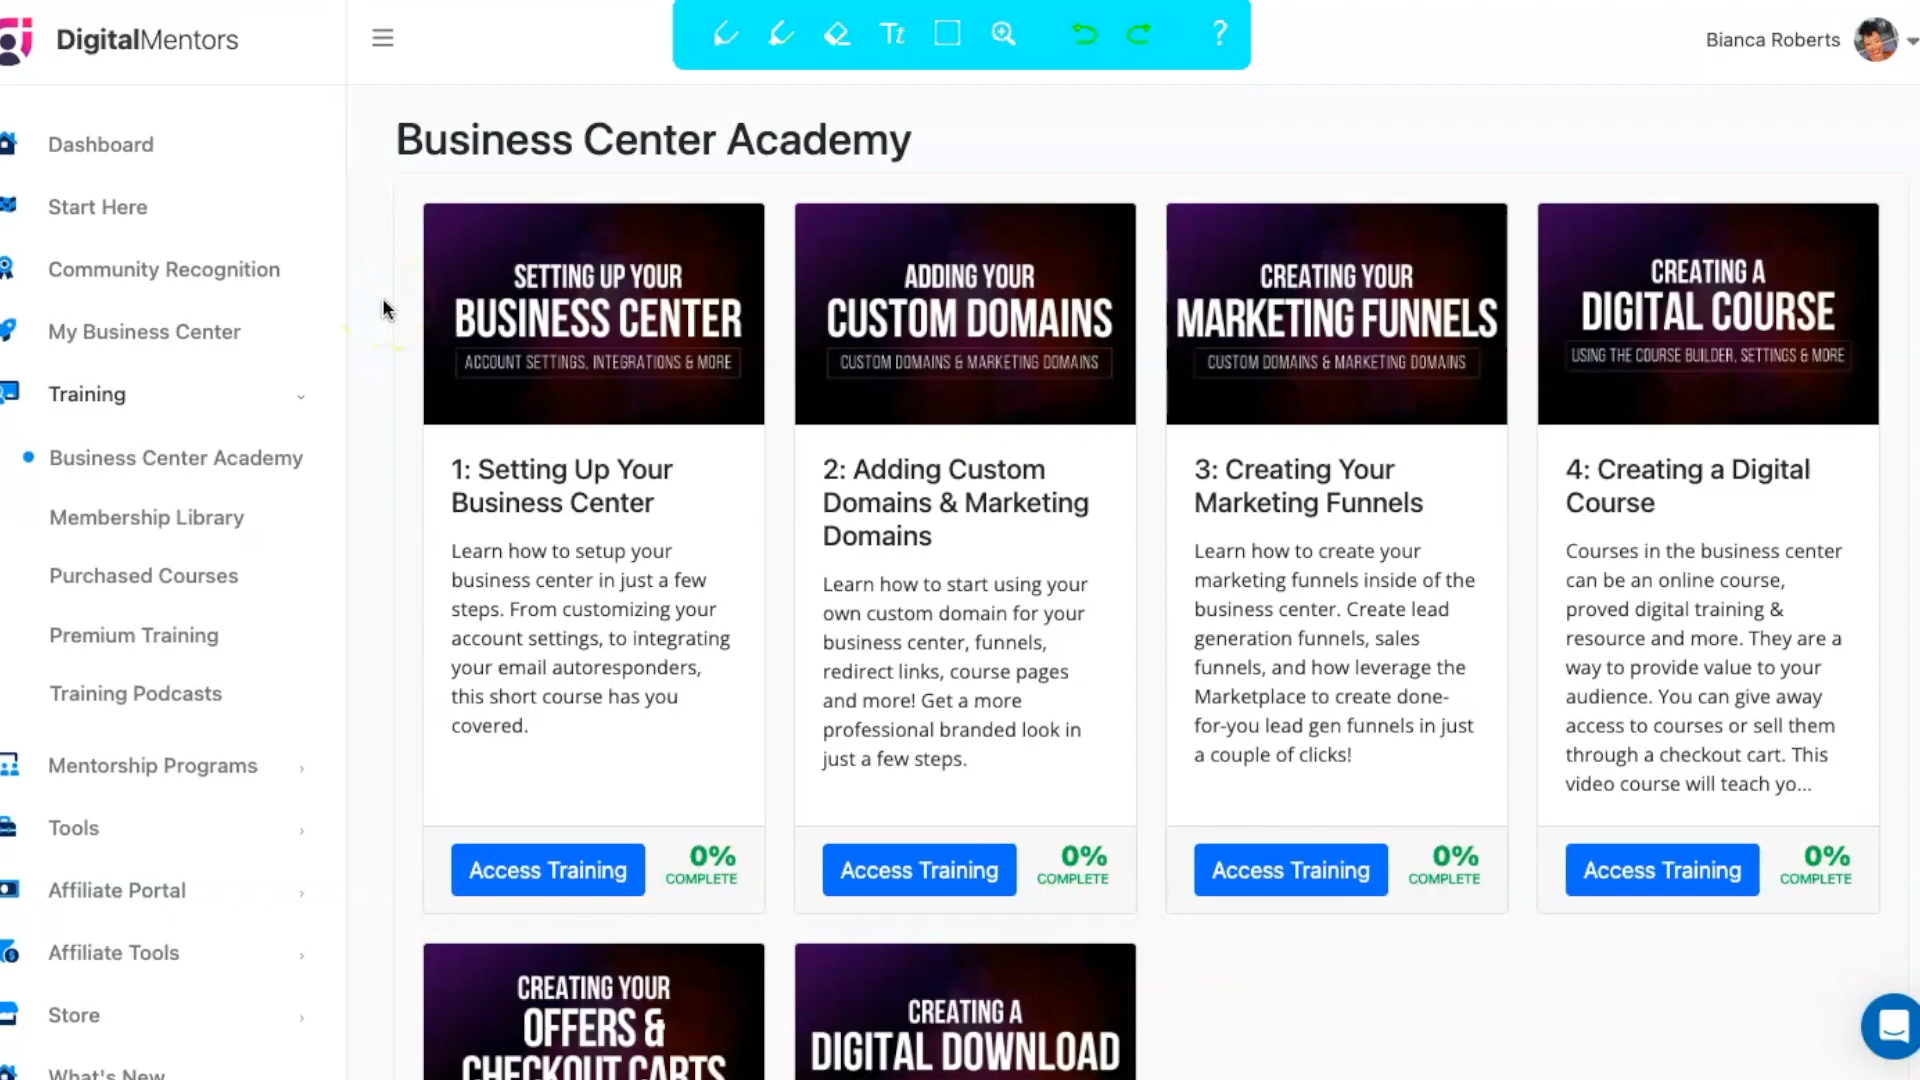 DigitalMentors
Tt
?
Bianca Roberts
Dashboard
Start Here
Community Recognition
My Business Center
Training
Business Center Academy
Membership Library
Purchased Courses
Premium Training
Training Podcasts
Mentorship Programs
Tools
Affiliate Portal
Affiliate Tools
Store
What's New
Business Center Academy
SETTING UP YOUR
BUSINESS CENTER
ACCOUNT SETTINGS, INTEGRATIONS & MORE
1: Setting Up Your
Business Center
Learn how to setup your
business center in just a few
steps. From customizing your
account settings, to integrating
your email autoresponders,
this short course has you
covered.
Access Training
0%
COMPLETE
ADDING YOUR
CUSTOM DOMAINS
CUSTOM DOMAINS & MARKETING DOMAINS
2: Adding Custom
Domains & Marketing
Domains
Learn how to start using your
own custom domain for your
business center, funnels,
redirect links, course pages
and more! Get a more
professional branded look in
just a few steps.
Access Training
0%
COMPLETE
CREATING YOUR
MARKETING FUNNELS
CUSTOM DOMAINS & MARKETING DOMAINS
3: Creating Your
Marketing Funnels
Learn how to create your
marketing funnels inside of the
business center. Create lead
generation funnels, sales
funnels, and how leverage the
Marketplace to create done-
for-you lead gen funnels in just
a couple of clicks!
Access Training
0%
COMPLETE
CREATING A
DIGITAL COURSE
USING THE COURSE BUILDER, SETTINGS & MORE
4: Creating a Digital
Course
Courses in the business center
can be an online course,
proved digital training &
resource and more. They are a
way to provide value to your
audience. You can give away
access to courses or sell them
through a checkout cart. This
video course will teach yo...
Access Training
0%
COMPLETE
CREATING YOUR
OFFERS &
CHECKOUT CARTS
CREATING A
DIGITAL DOWNLOAD